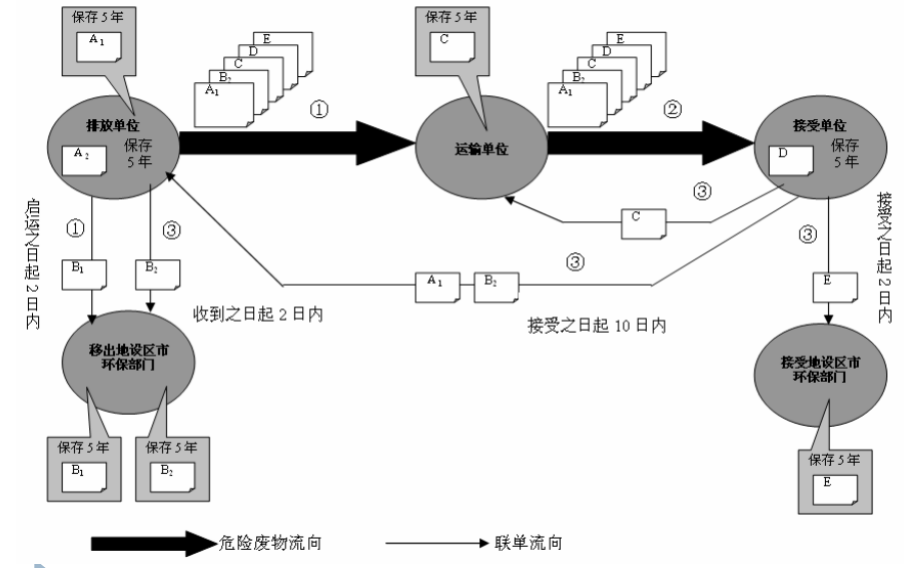 保存 5 年
A₁
A₁
B₂
C
D
E
①
保存 5 年
C
A₁
B₂
C
D
E
②
排放单位
A₂
保存
5 年
运输单位
接受单位
D
保存
5 年
启运之日起2日内
①
③
B₁
B₂
③
C
③
A₁
B₂
收到之日起 2 日内
接受之日起 10 日内
③
接受之日起2日内
E
移出地设区市
环保部门
接受地设区市
环保部门
保存 5 年
B₁
保存 5 年
B₂
保存 5 年
E
危险废物流向
联单流向